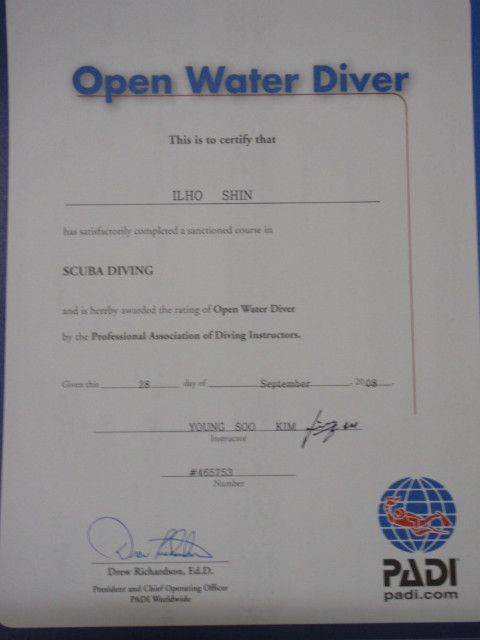 Open Water Diver
This is to certify that
ILHO SHIN
has satisfactorily completed a sanctioned course in
SCUBA DIVING
and is hereby awarded the rating of Open Water Diver
by the Professional Association of Diving Instructors.
Given this 28 day of September, 2008.
YOUNG SOO KIM
Instructor
#465753
Number
Drew Richardson, Ed.D.
President and Chief Operating Officer
PADI Worldwide
PADI
padi.com